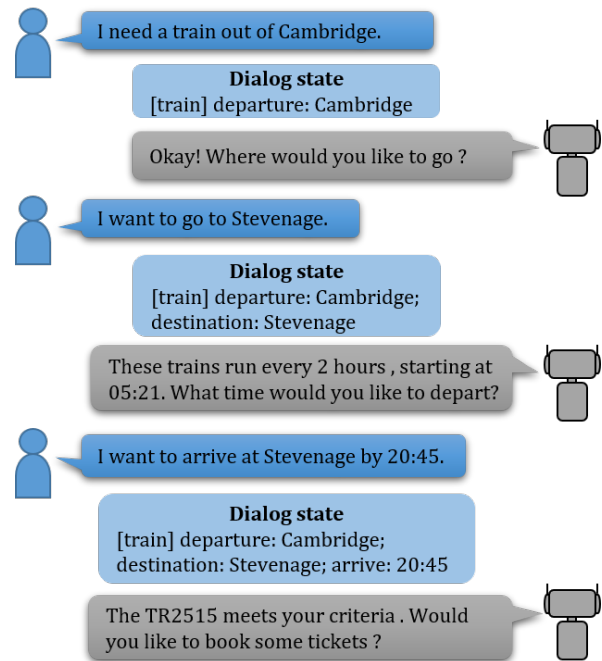 I need a train out of Cambridge.
Dialog state
[train] departure: Cambridge
Okay! Where would you like to go ?
I want to go to Stevenage.
Dialog state
[train] departure: Cambridge;
destination: Stevenage
These trains run every 2 hours , starting at
05:21. What time would you like to depart?
I want to arrive at Stevenage by 20:45.
Dialog state
[train] departure: Cambridge;
destination: Stevenage; arrive: 20:45
The TR2515 meets your criteria . Would
you like to book some tickets ?